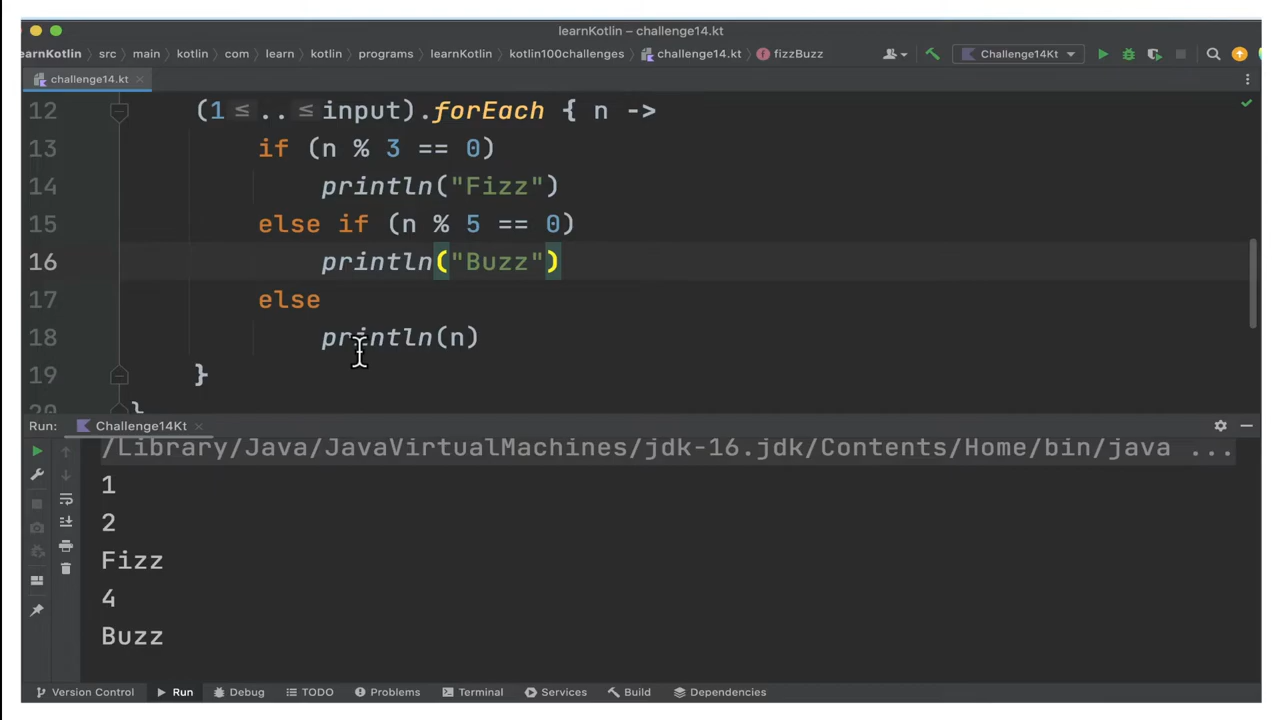 learnKotlin – challenge14.kt
earnKotlin > src > main > kotlin > com > learn > kotlin > programs > learnKotlin > kotlin100challenges > challenge14.kt > fizzBuzz
Challenge14Kt
challenge14.kt ×
12 (1 ≤ .. ≤ input).forEach { n ->
13 if (n % 3 == 0)
14 println("Fizz")
15 else if (n % 5 == 0)
16 println("Buzz")
17 else
18 println(n)
19 }
20 }
Run: Challenge14Kt ×
/Library/Java/JavaVirtualMachines/jdk-16.jdk/Contents/Home/bin/java ...
1
2
Fizz
4
Buzz
Version Control Run Debug TODO Problems Terminal Services Build Dependencies